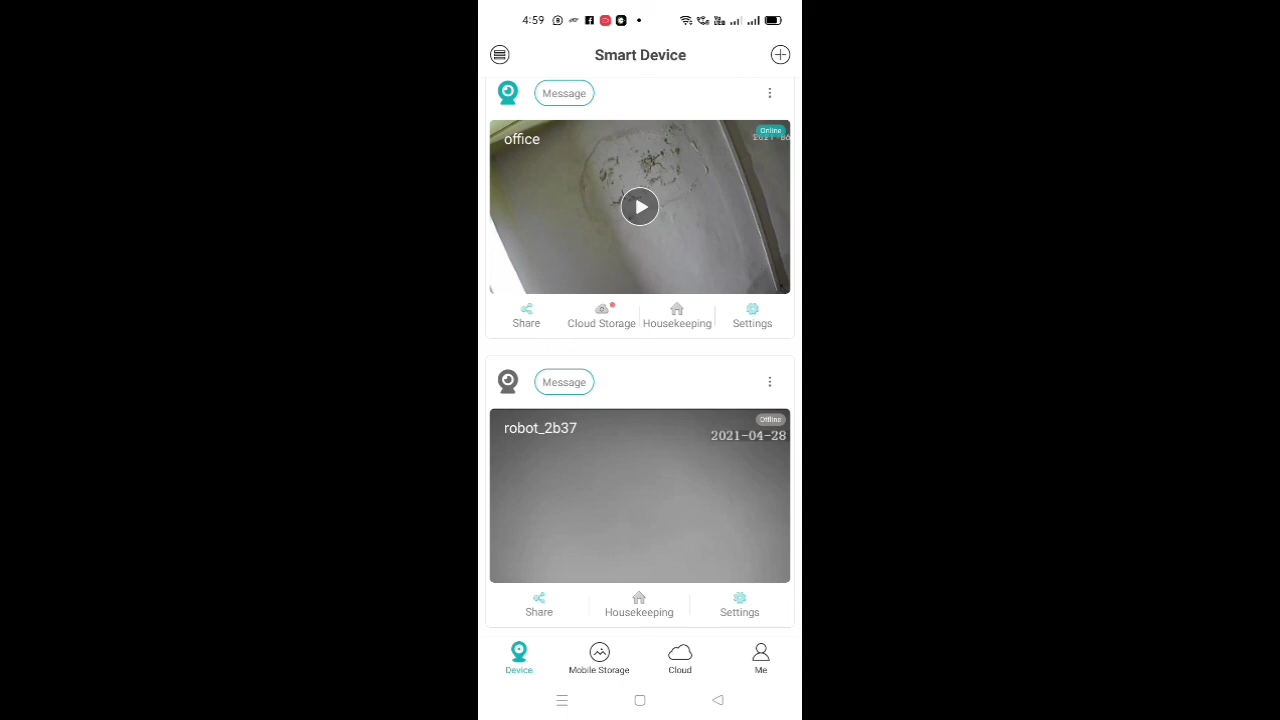 4:59
Smart Device
Message
office
Online
Share
Cloud Storage
Housekeeping
Settings
Message
robot_2b37
Offline
2021-04-28
Share
Housekeeping
Settings
Device
Mobile Storage
Cloud
Me